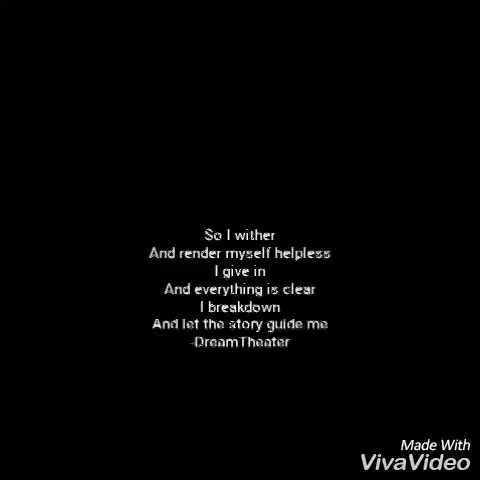 So I wither
And render myself helpless
I give in
And everything is clear
I breakdown
And let the story guide me
-DreamTheater
Made With
VivaVideo